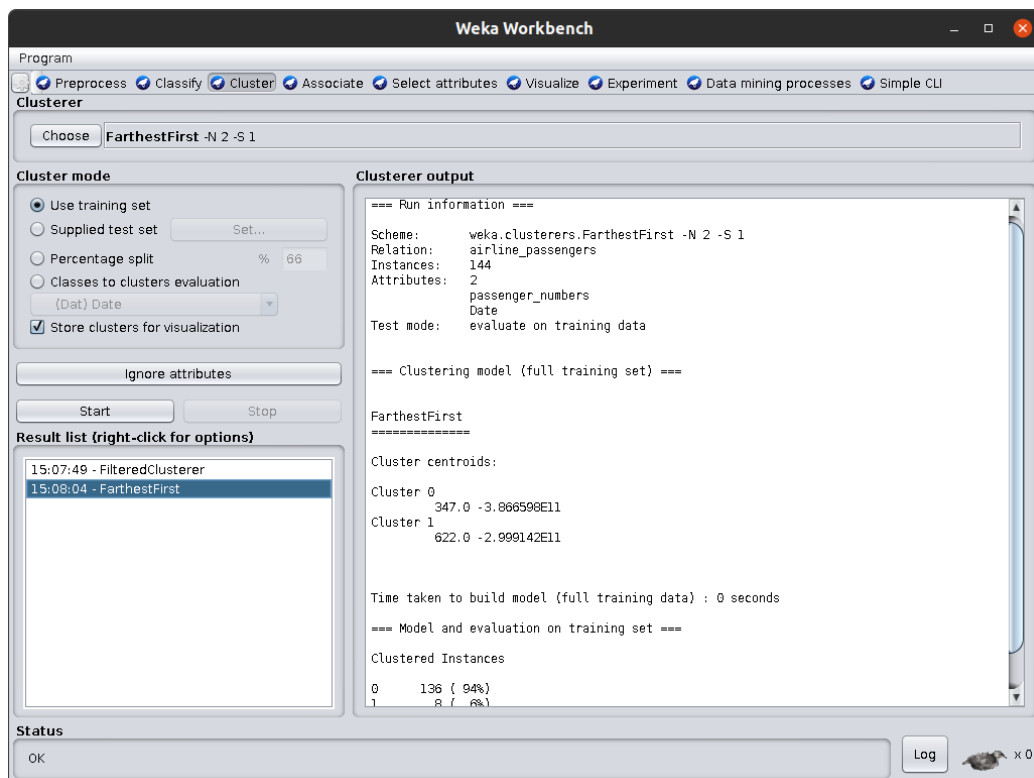 Weka Workbench
Program
Preprocess Classify Cluster Associate Select attributes Visualize Experiment Data mining processes Simple CLI
Clusterer
Choose FarthestFirst -N 2 -S 1
Cluster mode
Use training set
Supplied test set Set...
Percentage split % 66
Classes to clusters evaluation
(Dat) Date
Store clusters for visualization
Ignore attributes
Start Stop
Result list (right-click for options)
15:07:49 - FilteredClusterer
15:08:04 - FarthestFirst
Clusterer output
=== Run information ===
Scheme: weka.clusterers.FarthestFirst -N 2 -S 1
Relation: airline_passengers
Instances: 144
Attributes: 2
passenger_numbers
Date
Test mode: evaluate on training data
=== Clustering model (full training set) ===
FarthestFirst
==============
Cluster centroids:
Cluster 0
347.0 -3.866598E11
Cluster 1
622.0 -2.999142E11
Time taken to build model (full training data) : 0 seconds
=== Model and evaluation on training set ===
Clustered Instances
0 136 ( 94%)
1 8 ( 6%)
Status
OK
Log
x 0